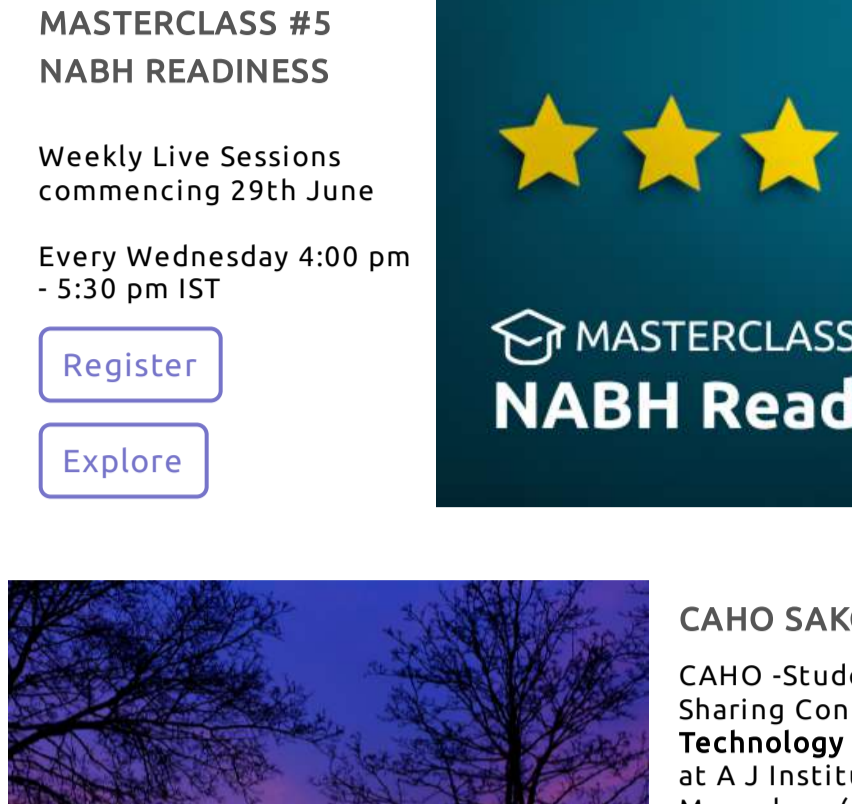 MASTERCLASS #5
NABH READINESS
Weekly Live Sessions
commencing 29th June
Every Wednesday 4:00 pm
- 5:30 pm IST
Register
Explore
MASTERCLASS
NABH
CAHO
CAHO
Sharing
Technology
at A J